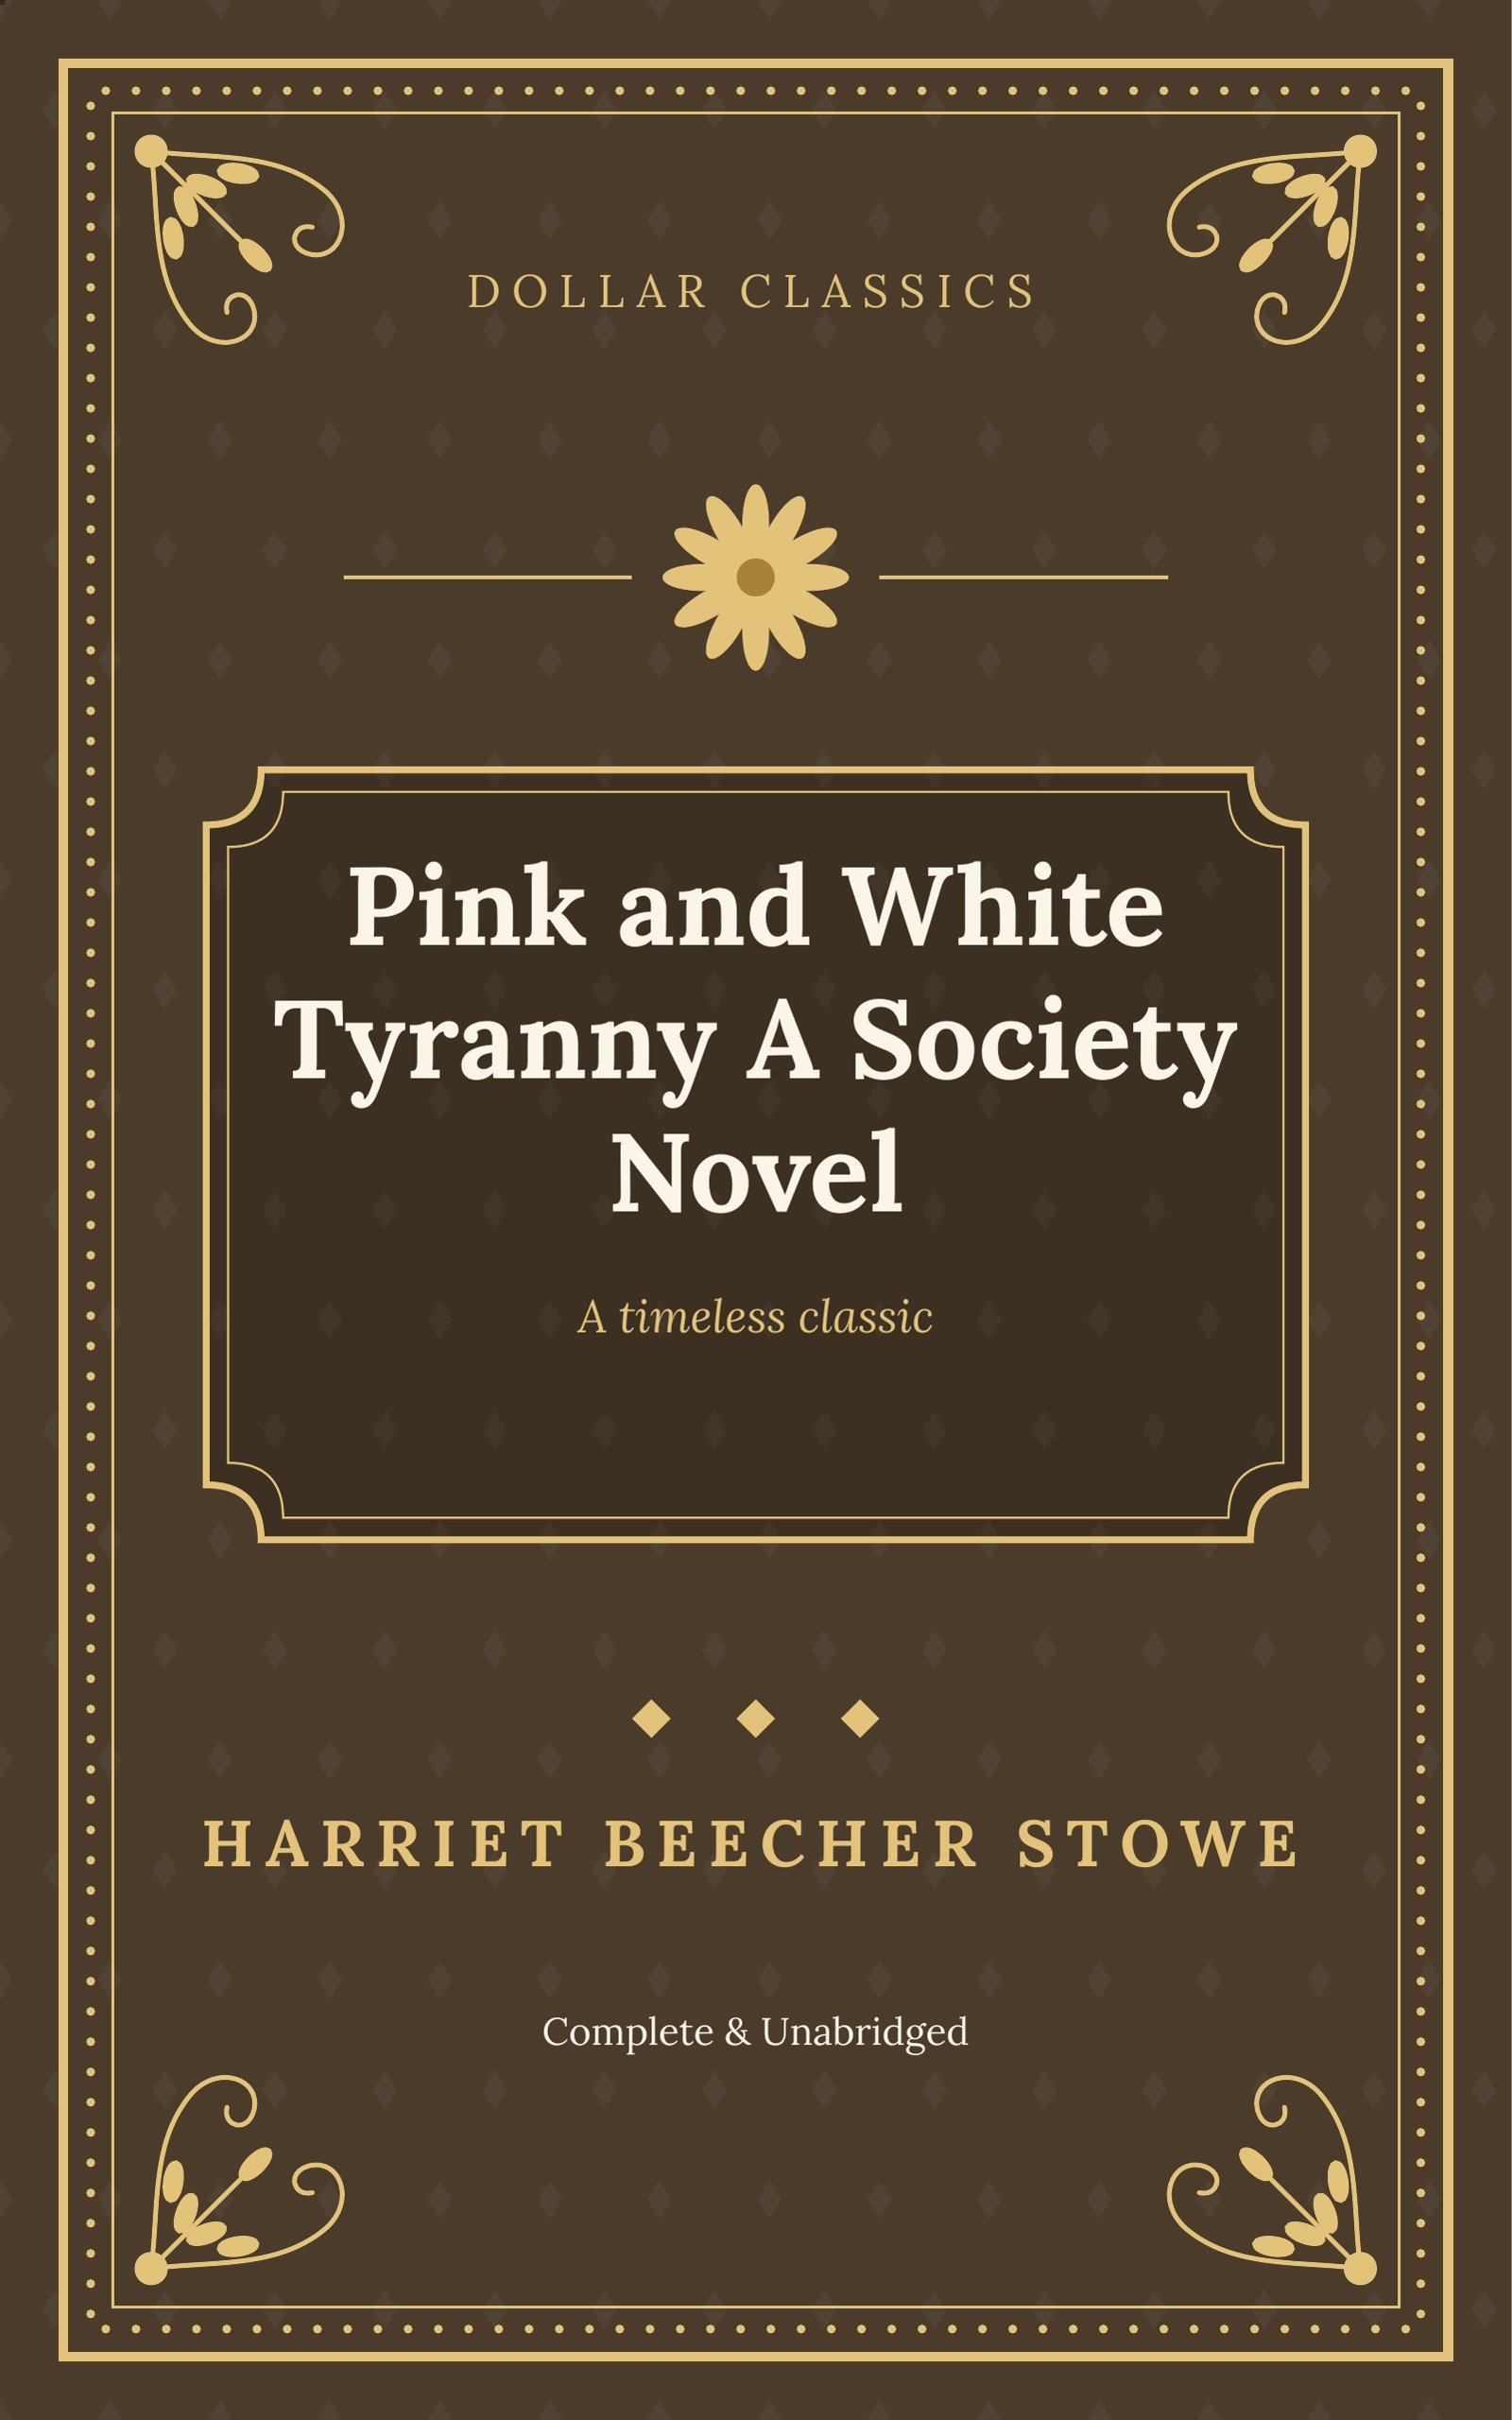 DOLLAR CLASSICS
Pink and White
Tyranny A Society
Novel
A timeless classic
HARRIET BEECHER STOWE
Complete & Unabridged